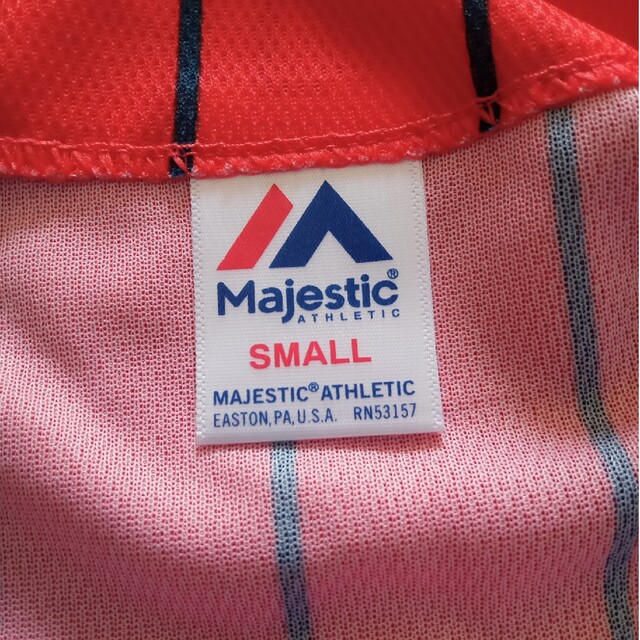 Majestic®
ATHLETIC
SMALL
MAJESTIC® ATHLETIC
EASTON, PA, U.S.A. RN53157